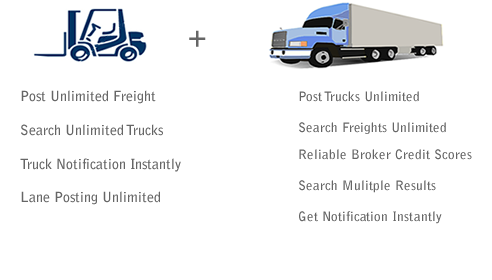 +
Post Unlimited Freight
Search Unlimited Trucks
Truck Notification Instantly
Lane Posting Unlimited
Post Trucks Unlimited
Search Freights Unlimited
Reliable Broker Credit Scores
Search Mulitple Results
Get Notification Instantly